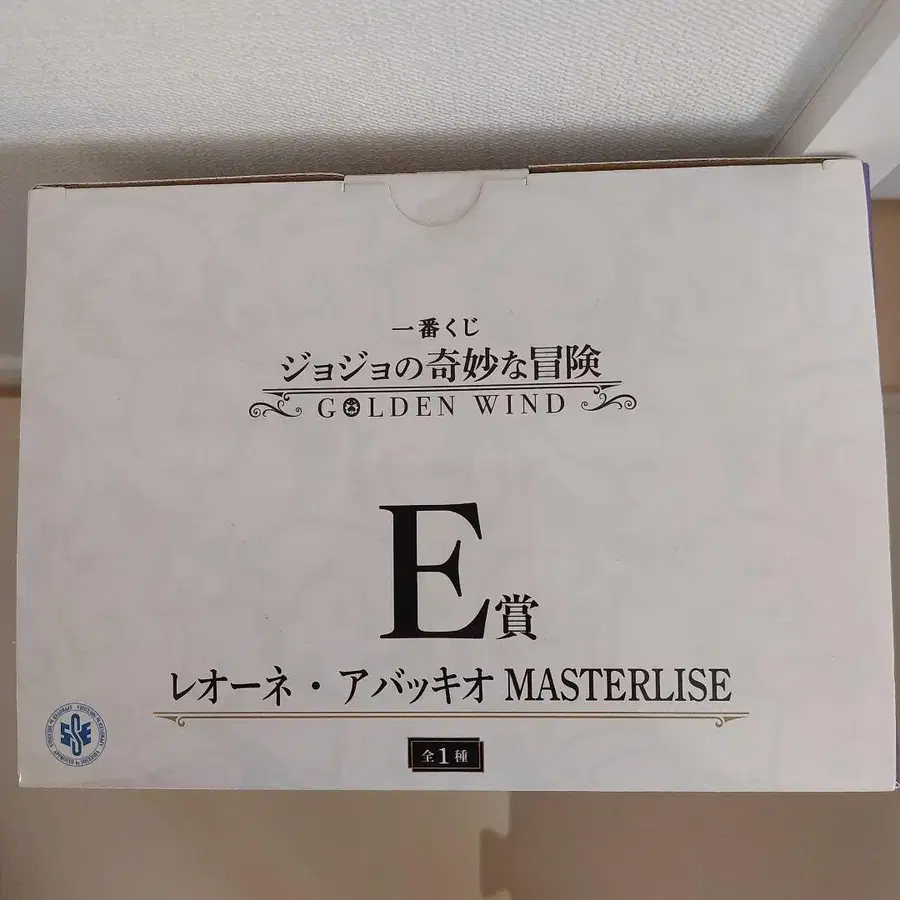 一番くじ
ジョジョの奇妙な冒険
GOLDEN WIND
E賞
レオーネ・アバッキオ MASTERLISE
全1種